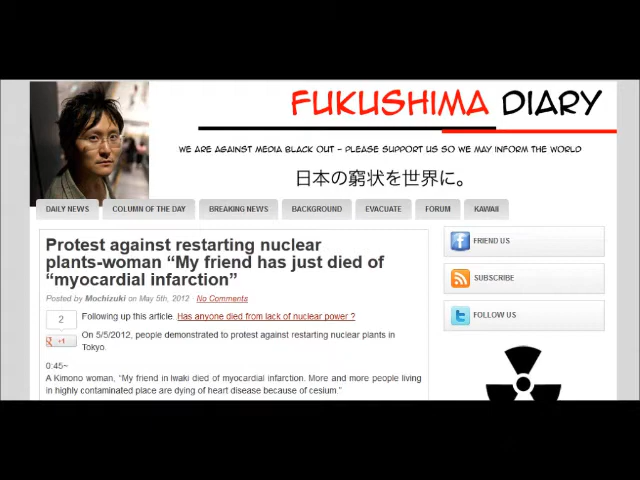 FUKUSHIMA DIARY
WE ARE AGAINST MEDIA BLACK OUT – PLEASE SUPPORT US SO WE MAY INFORM THE WORLD
日本の窮状を世界に。
DAILY NEWS
COLUMN OF THE DAY
BREAKING NEWS
BACKGROUND
EVACUATE
FORUM
KAWAII
Protest against restarting nuclear
plants-woman “My friend has just died of
“myocardial infarction”
Posted by Mochizuki on May 5th, 2012 · No Comments
2
+1
Following up this article. Has anyone died from lack of nuclear power ?
On 5/5/2012, people demonstrated to protest against restarting nuclear plants in
Tokyo.
0:45~
A Kimono woman, “My friend in Iwaki died of myocardial infarction. More and more people living
in highly contaminated place are dying of heart disease because of cesium.”
FRIEND US
SUBSCRIBE
FOLLOW US